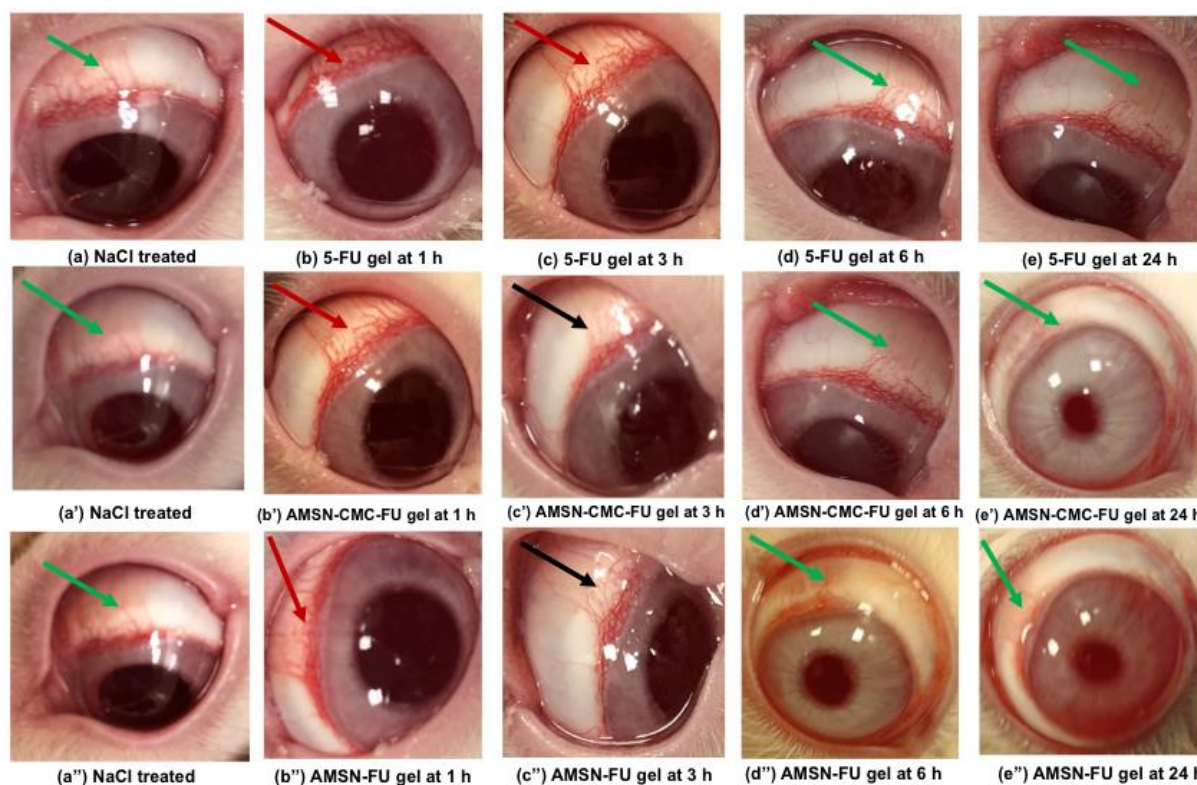 (a) NaCl treated
(b) 5-FU gel at 1 h
(c) 5-FU gel at 3 h
(d) 5-FU gel at 6 h
(e) 5-FU gel at 24 h
(a') NaCl treated
(b') AMSN-CMC-FU gel at 1 h
(c') AMSN-CMC-FU gel at 3 h
(d') AMSN-CMC-FU gel at 6 h
(e') AMSN-CMC-FU gel at 24 h
(a") NaCl treated
(b") AMSN-FU gel at 1 h
(c") AMSN-FU gel at 3 h
(d") AMSN-FU gel at 6 h
(e") AMSN-FU gel at 24 h